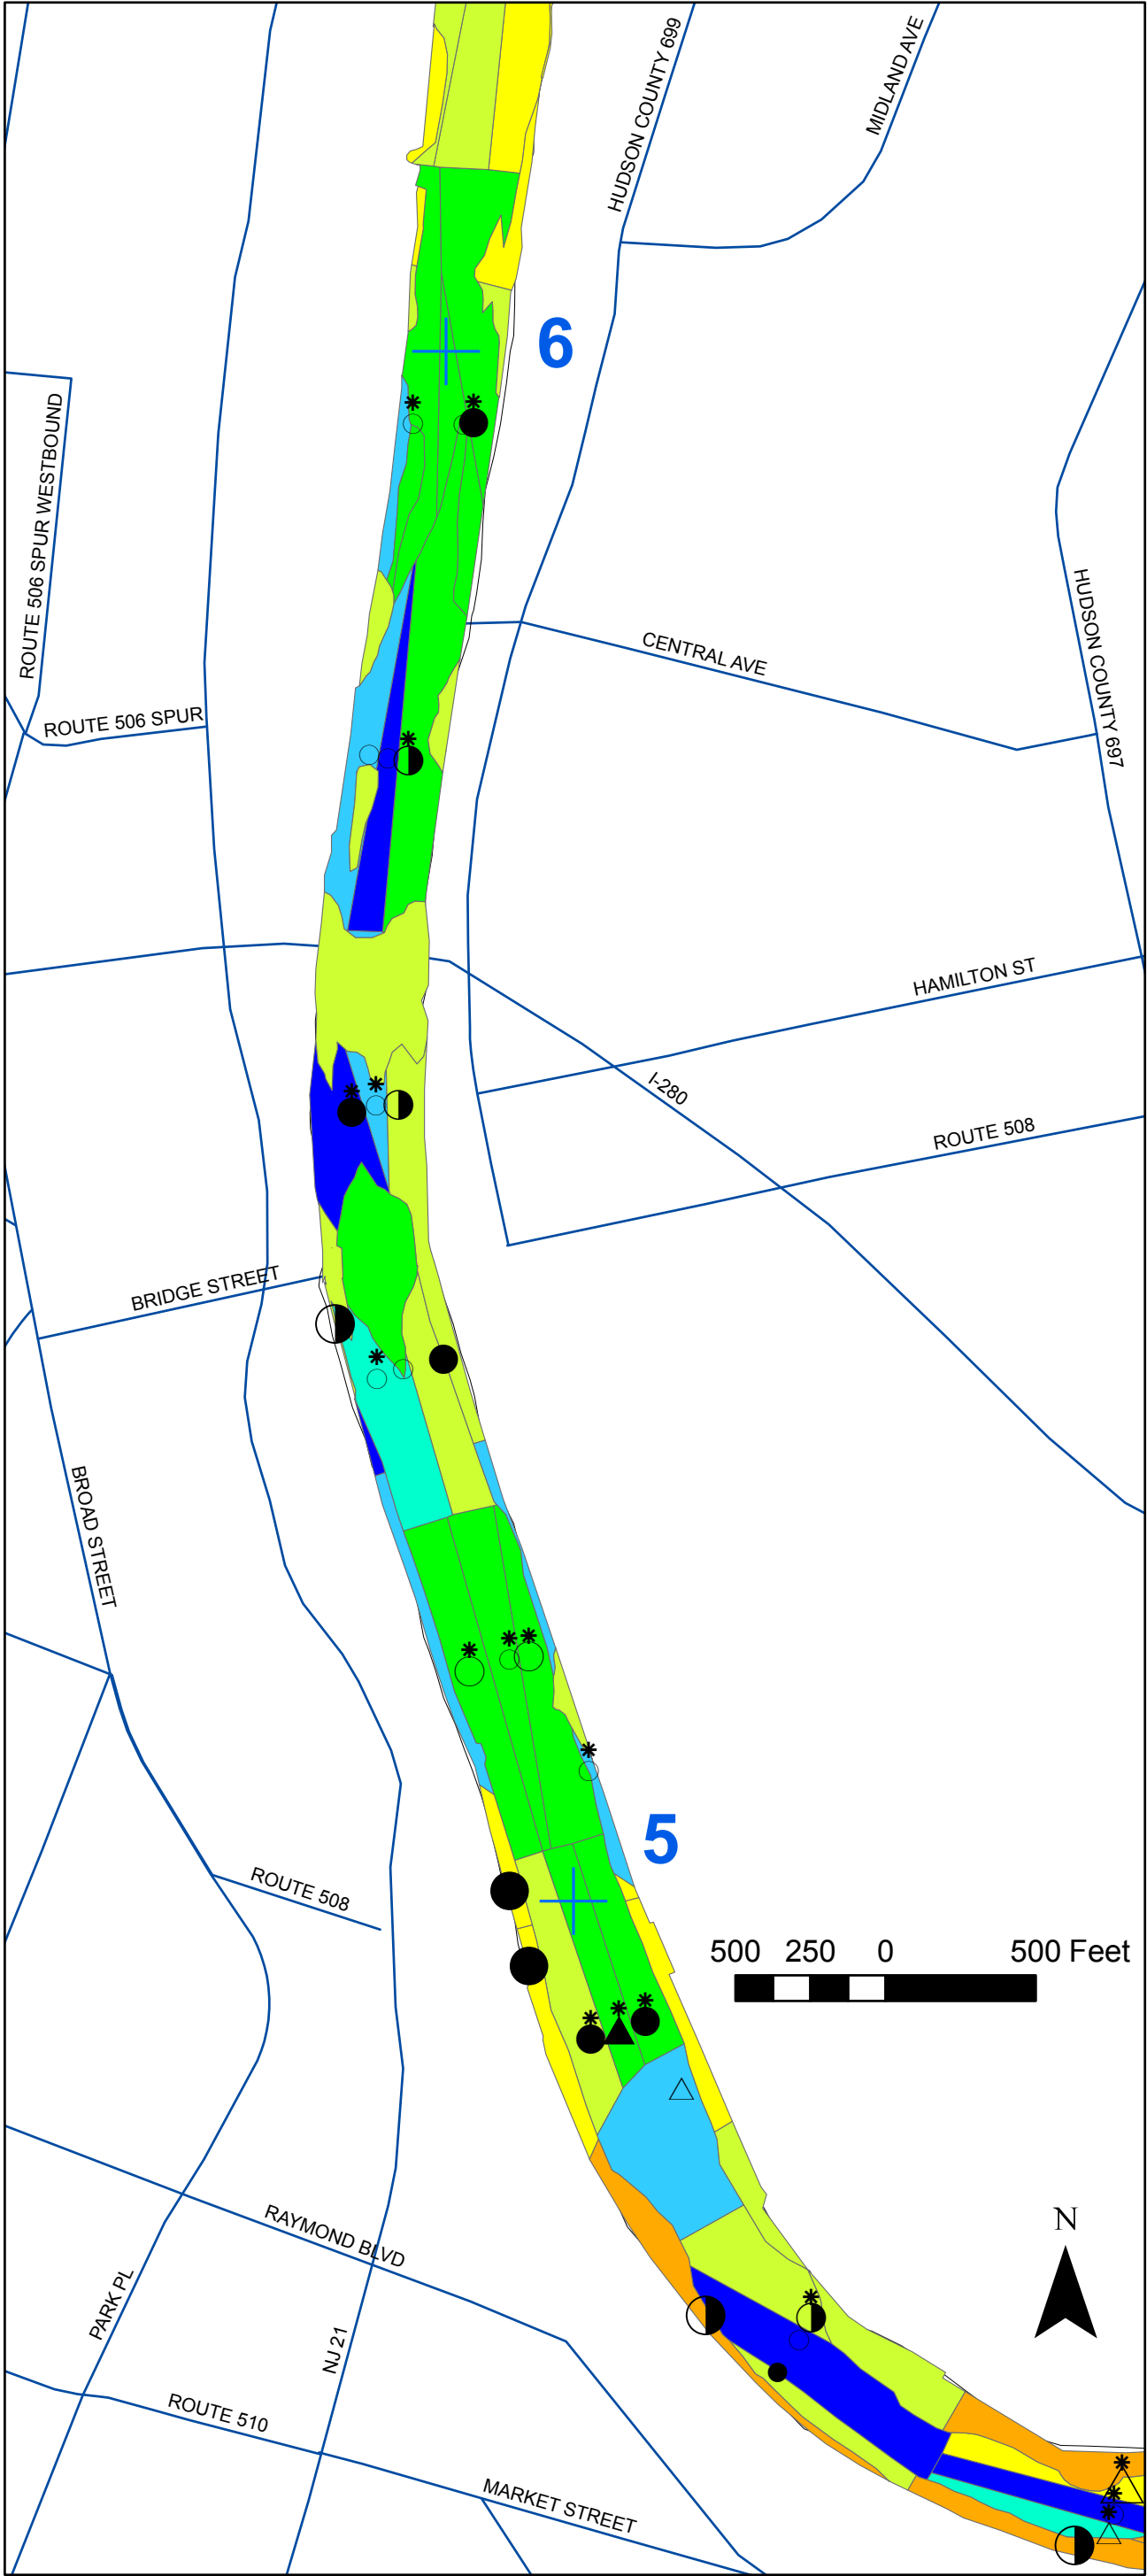 HUDSON COUNTY 699
MIDLAND AVE
6
ROUTE 506 SPUR WESTBOUND
CENTRAL AVE
HUDSON COUNTY 697
ROUTE 506 SPUR
HAMILTON ST
I-280
ROUTE 508
BRIDGE STREET
BROAD STREET
5
ROUTE 508
500 250 0 500 Feet
RAYMOND BLVD
N
PARK PL
NJ 21
ROUTE 510
MARKET STREET